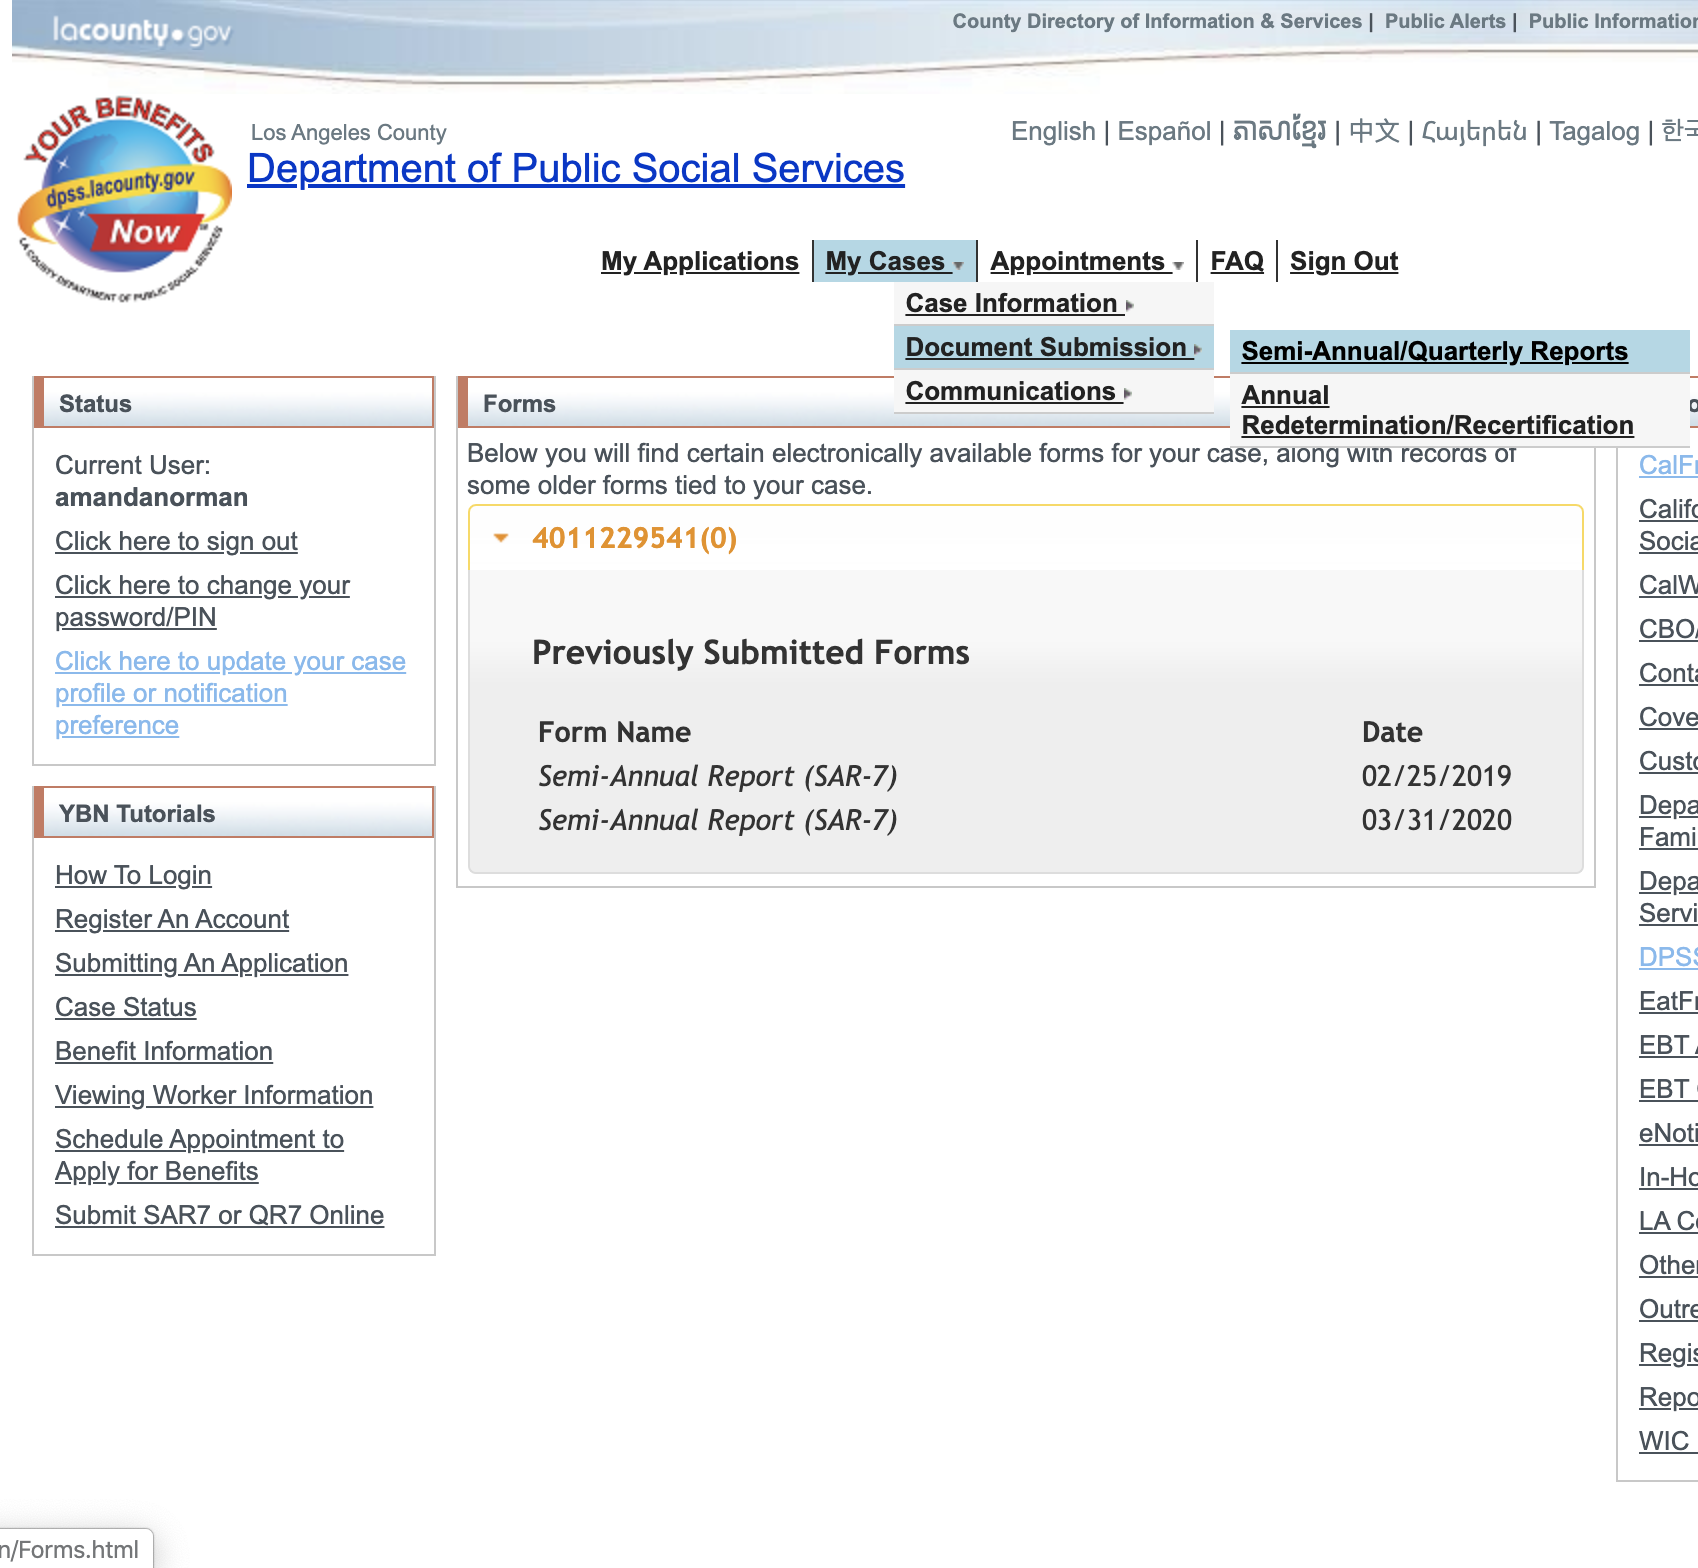 lacounty.gov
County Directory of Information & Services | Public Alerts | Public Information
YOUR BENEFITS
dpss.lacounty.gov
Now
LA COUNTY DEPARTMENT OF PUBLIC SOCIAL SERVICES
Los Angeles County
Department of Public Social Services
English | Español | ភាសាខ្មែរ | 中文 | Հայերեն | Tagalog |
My Applications
My Cases
Appointments
FAQ
Sign Out
Case Information
Document Submission
Communications
Semi-Annual/Quarterly Reports
Annual
Redetermination/Recertification
Status
Current User:
amandanorman
Click here to sign out
Click here to change your
password/PIN
Click here to update your case
profile or notification
preference
YBN Tutorials
How To Login
Register An Account
Submitting An Application
Case Status
Benefit Information
Viewing Worker Information
Schedule Appointment to
Apply for Benefits
Submit SAR7 or QR7 Online
Forms
Below you will find certain electronically available forms for your case, along with records of
some older forms tied to your case.
4011229541(0)
Previously Submitted Forms
Form Name Date
Semi-Annual Report (SAR-7) 02/25/2019
Semi-Annual Report (SAR-7) 03/31/2020
CalFr
Califo
Socia
CalW
CBO/
Conta
Cove
Custo
Depa
Fami
Depa
Servi
DPSS
EatFr
EBT A
EBT
eNoti
In-Ho
LA Co
Other
Outre
Regis
Repo
WIC
n/Forms.html